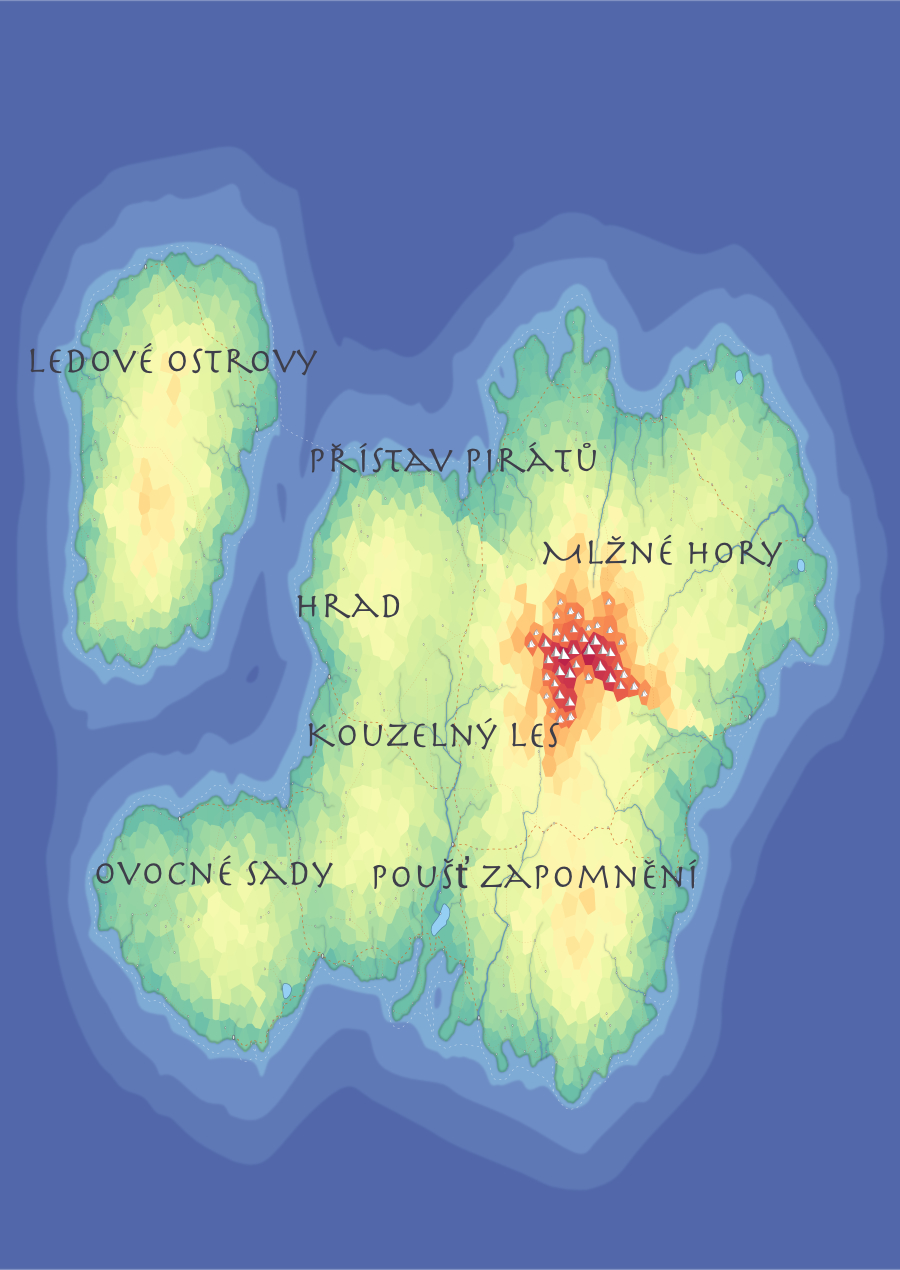 LEDOVÉ OSTROVY
PŘÍSTAV PIRÁTŮ
MLŽNÉ HORY
HRAD
KOUZELNÝ LES
OVOCNÉ SADY
POUŠŤ ZAPOMNĚNÍ